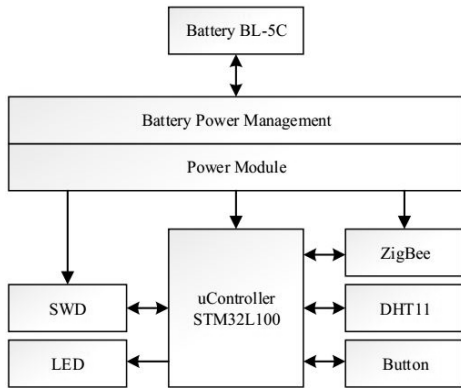 Battery BL-5C
Battery Power Management
Power Module
uController
STM32L100
SWD
LED
ZigBee
DHT11
Button